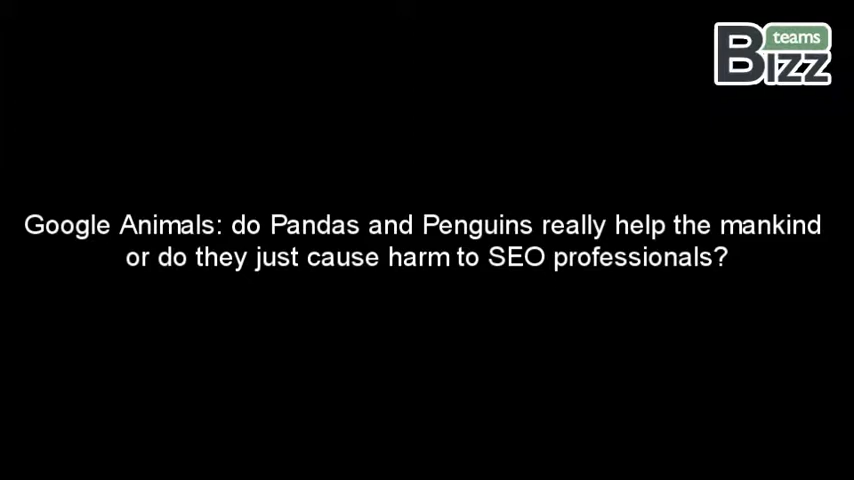 teams
Bizz
Google Animals: do Pandas and Penguins really help the mankind
or do they just cause harm to SEO professionals?